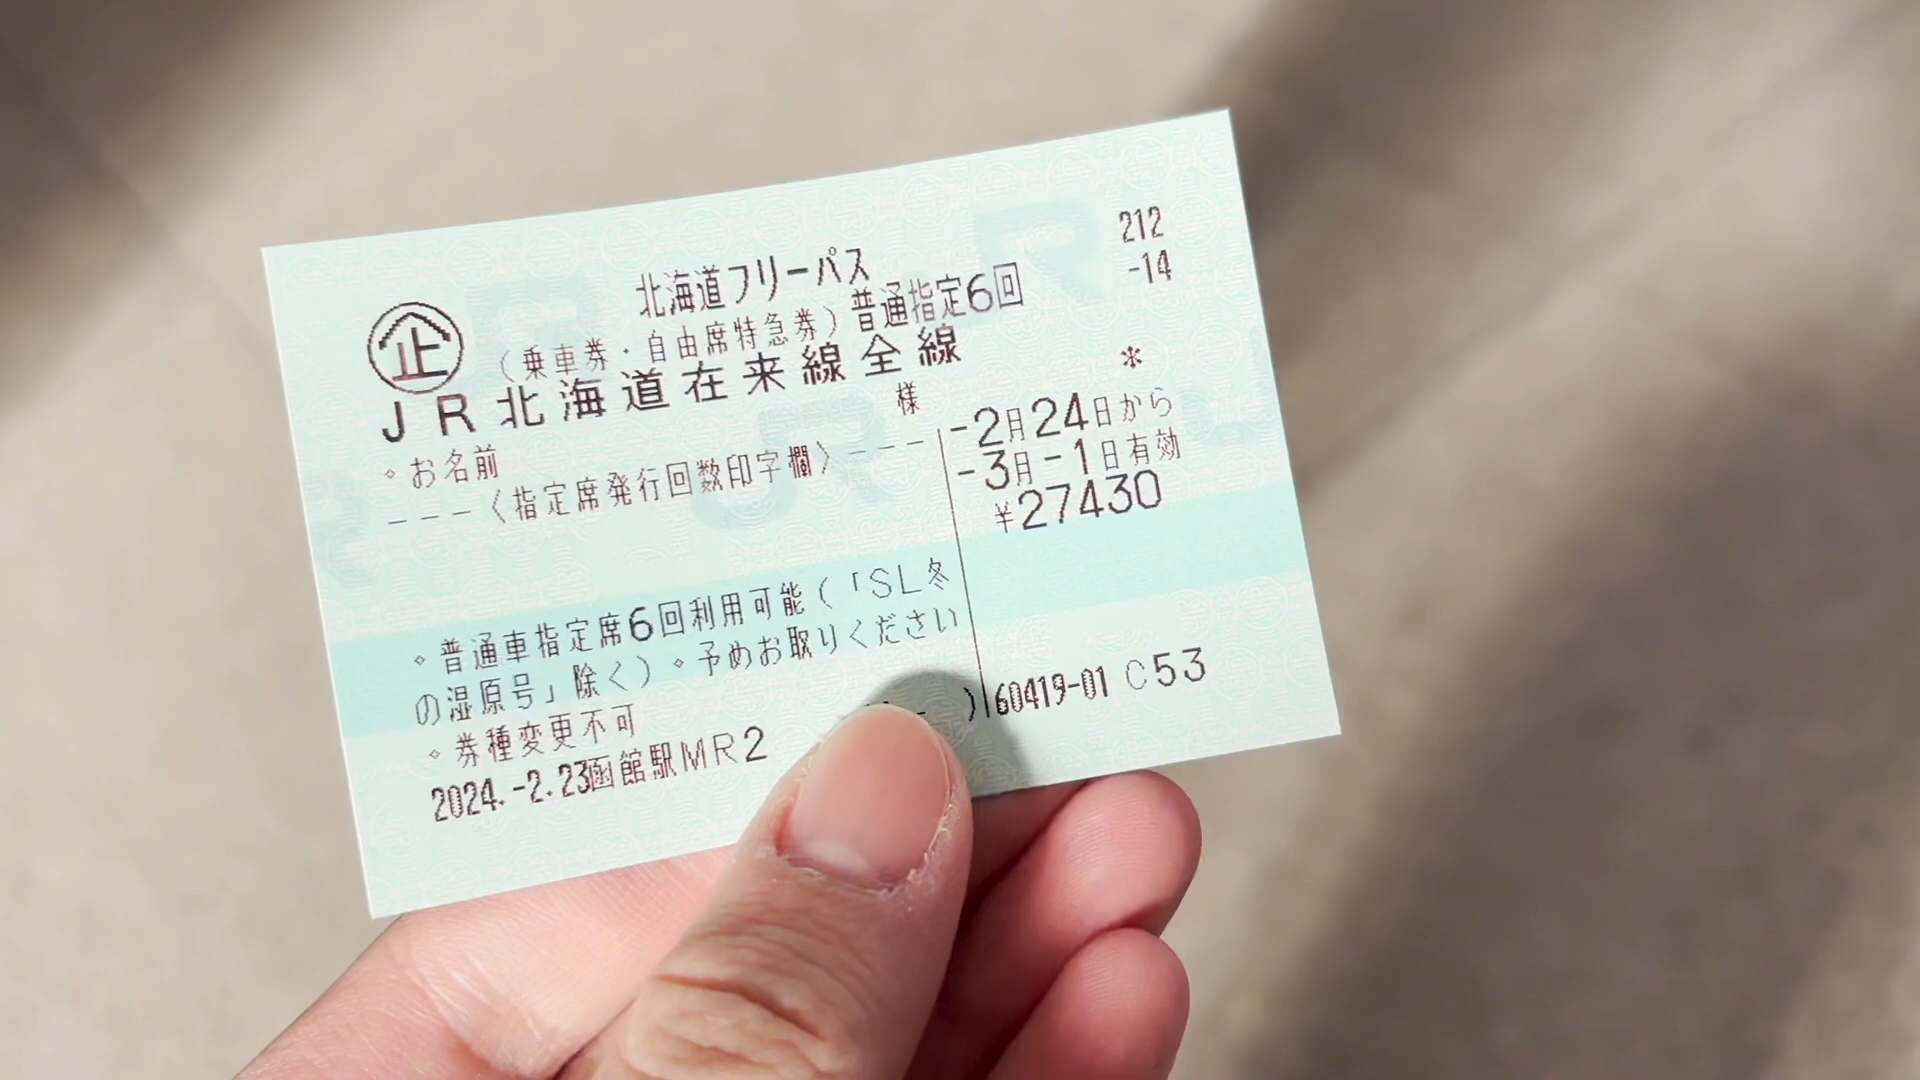 212
-14
北海道フリーパス
企
(乗車券・自由席特急券)普通指定6回
JR北海道在来線全線
*
。お名前 様
---〈指定席発行回数印字欄〉---
-2月24日から
-3月-1日有効
¥27430
。普通車指定席6回利用可能(「SL冬
の湿原号」除く)。予めお取りください
。券種変更不可
2024.-2.23函館駅MR2
60419-01 C53